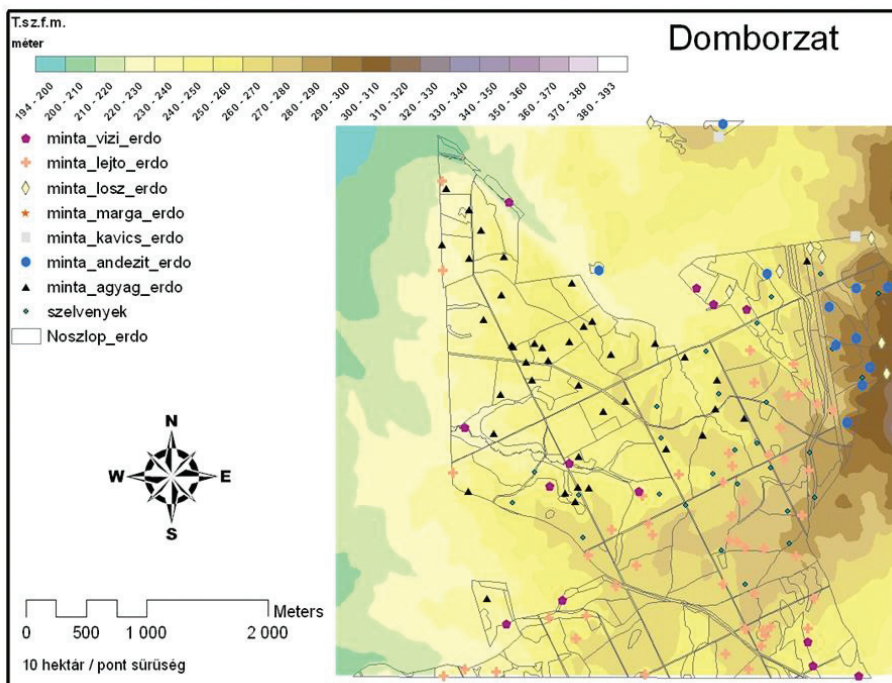 T.sz.f.m.
méter
Domborzat
194 - 200
200 - 210
210 - 220
220 - 230
230 - 240
240 - 250
250 - 260
260 - 270
270 - 280
280 - 290
290 - 300
300 - 310
310 - 320
320 - 330
330 - 340
340 - 350
350 - 360
360 - 370
370 - 380
380 - 393
minta_vizi_erdo
minta_lejto_erdo
minta_losz_erdo
minta_marga_erdo
minta_kavics_erdo
minta_andezit_erdo
minta_agyag_erdo
szelvenyek
Noszlop_erdo
N
W E
S
Meters
0 500 1 000 2 000
10 hektár / pont sürüség